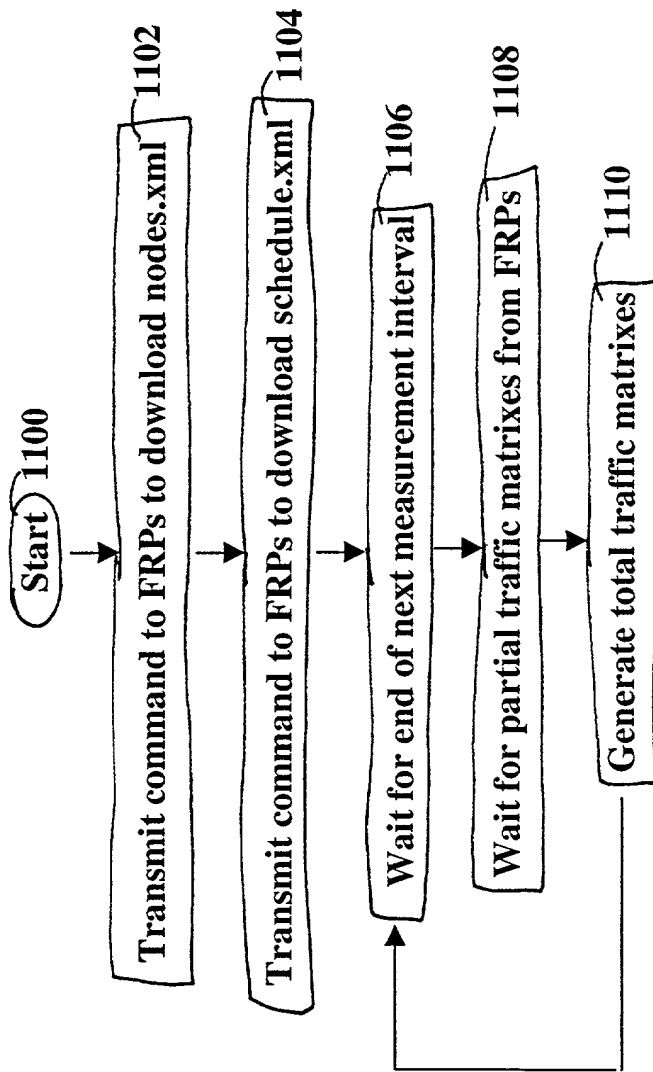 Start 1100
Transmit command to FRPs to download nodes.xml 1102
Transmit command to FRPs to download schedule.xml 1104
Wait for end of next measurement interval 1106
Wait for partial traffic matrixes from FRPs 1108
Generate total traffic matrixes 1110